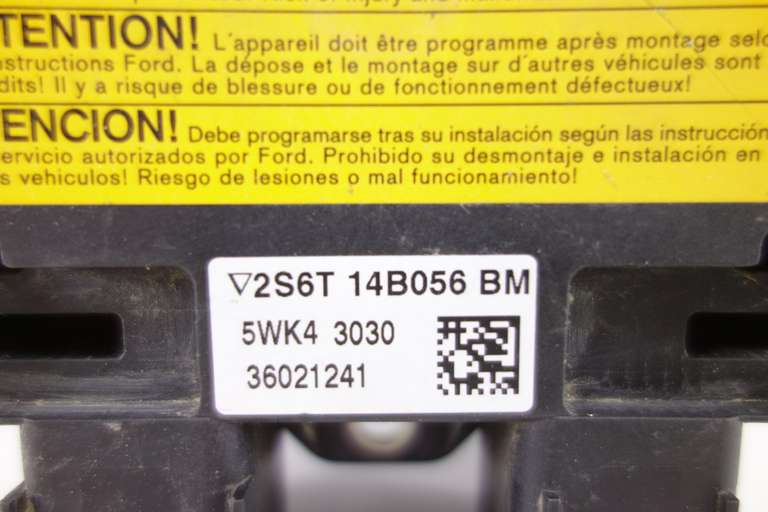 TTENTION! L'appareil doit être programme après montage selo
nstructions Ford. La dépose et le montage sur d'autres véhicules sont
dits! Il y a risque de blessure ou de fonctionnement défectueux!
ENCION! Debe programarse tras su instalación según las instruccion
ervicio autorizados por Ford. Prohibido su desmontaje e instalación en
s vehiculos! Riesgo de lesiones o mal funcionamiento!
▽2S6T 14B056 BM
5WK4 3030
36021241